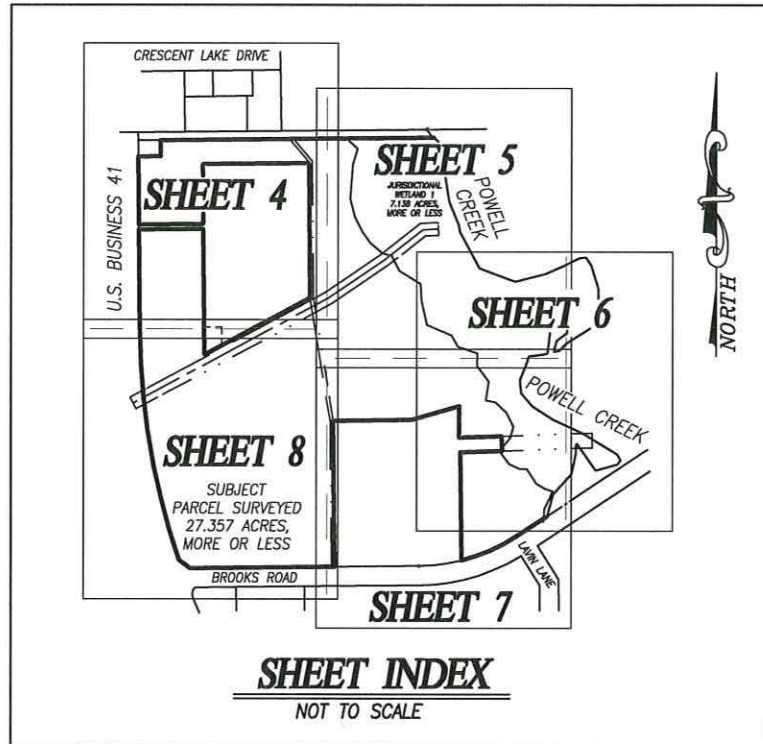 CRESCENT LAKE DRIVE
U.S. BUSINESS 41
SHEET 4
SHEET 5
JURISDICTIONAL
WETLAND 1
7.138 ACRES,
MORE OR LESS
POWELL
CREEK
NORTH
SHEET 6
POWELL CREEK
SHEET 8
SUBJECT
PARCEL SURVEYED
27.357 ACRES,
MORE OR LESS
BROOKS ROAD
LAVIN LANE
SHEET 7
SHEET INDEX
NOT TO SCALE